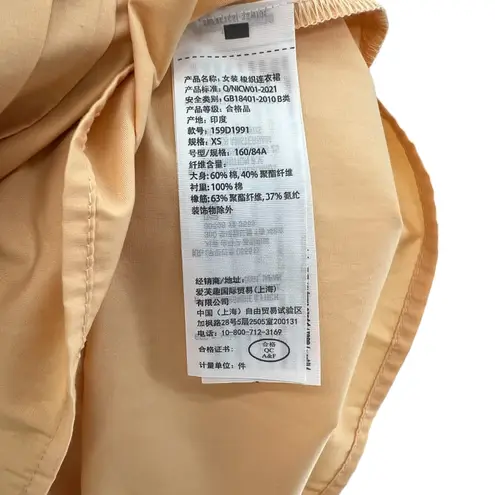 产品名称: 女装 梭织连衣裙
产品标准: Q/NICW01-2021
安全类别: GB18401-2010 B类
产品等级: 合格品
产地: 印度
款号: 159D1991
规格: XS
号型/规格: 160/84A
纤维含量:
大身: 60% 棉, 40% 聚酯纤维
衬里: 100% 棉
橡筋: 63% 聚酯纤维, 37% 氨纶
装饰物除外
经销商/地址:
爱芙趣国际贸易(上海)
有限公司
中国 (上海) 自由贸易试验区
加枫路28号5层2505室200131
电话: 10-800-712-3169
合格证书: 合格
QC
A&F
计量单位: 件